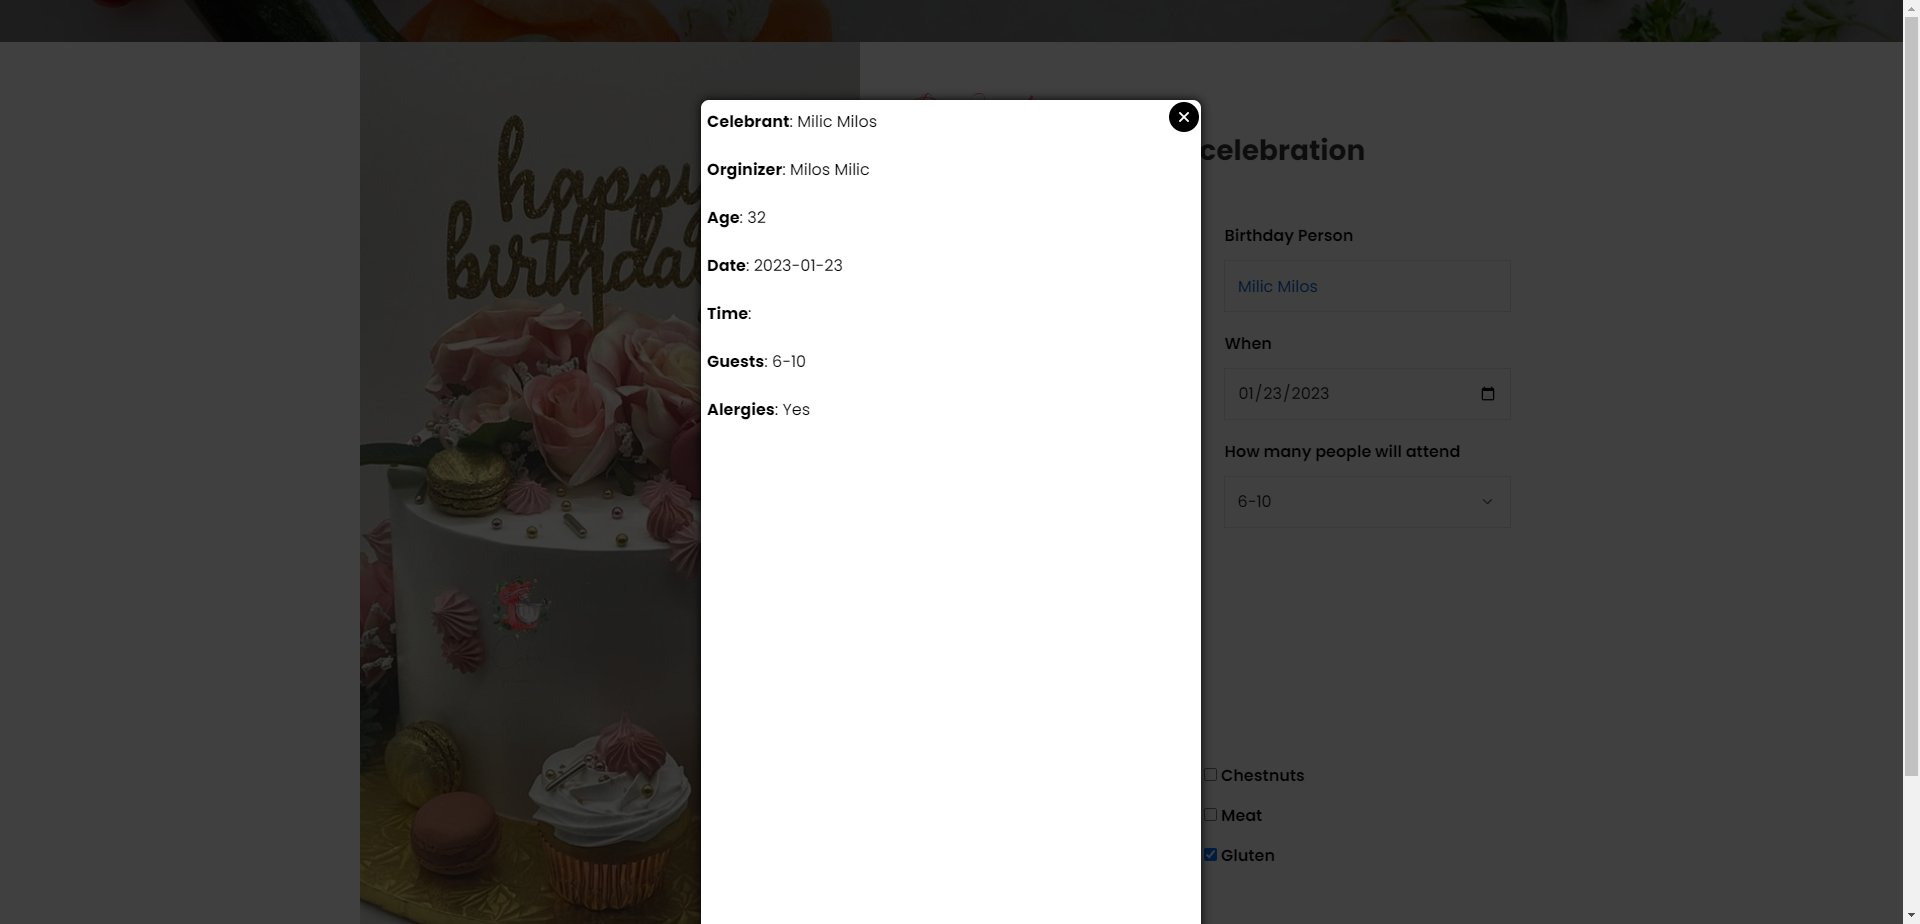 happy
birthda
celebration
Celebrant: Milic Milos
Orginizer: Milos Milic
Age: 32
Date: 2023-01-23
Time:
Guests: 6-10
Alergies: Yes
Birthday Person
Milic Milos
When
01/23/2023
How many people will attend
6-10
Chestnuts
Meat
Gluten